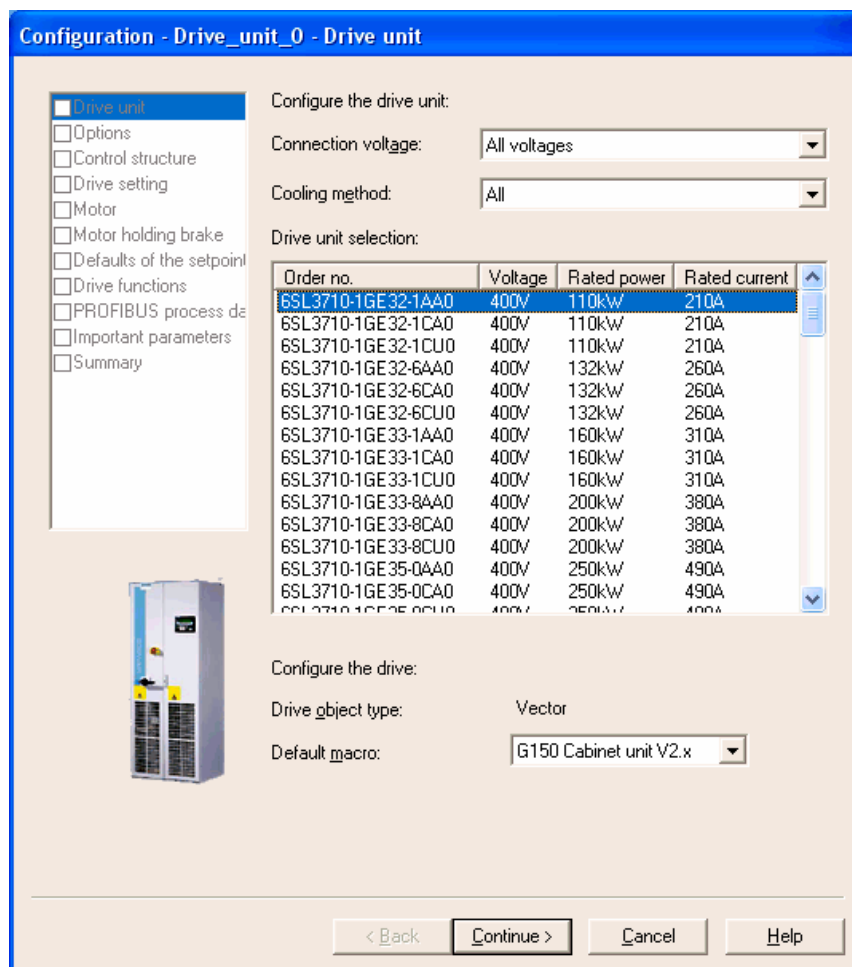 Configuration - Drive_unit_0 - Drive unit
Drive unit
Options
Control structure
Drive setting
Motor
Motor holding brake
Defaults of the setpoint
Drive functions
PROFIBUS process da
Important parameters
Summary
Configure the drive unit:
Connection voltage: All voltages
Cooling method: All
Drive unit selection:
Order no. Voltage Rated power Rated current
6SL3710-1GE32-1AA0 400V 110kW 210A
6SL3710-1GE32-1CA0 400V 110kW 210A
6SL3710-1GE32-1CU0 400V 110kW 210A
6SL3710-1GE32-6AA0 400V 132kW 260A
6SL3710-1GE32-6CA0 400V 132kW 260A
6SL3710-1GE32-6CU0 400V 132kW 260A
6SL3710-1GE33-1AA0 400V 160kW 310A
6SL3710-1GE33-1CA0 400V 160kW 310A
6SL3710-1GE33-1CU0 400V 160kW 310A
6SL3710-1GE33-8AA0 400V 200kW 380A
6SL3710-1GE33-8CA0 400V 200kW 380A
6SL3710-1GE33-8CU0 400V 200kW 380A
6SL3710-1GE35-0AA0 400V 250kW 490A
6SL3710-1GE35-0CA0 400V 250kW 490A
6SL3710-1GE35-0CU0 400V 250kW 490A
Configure the drive:
Drive object type: Vector
Default macro: G150 Cabinet unit V2.x
< Back Continue > Cancel Help